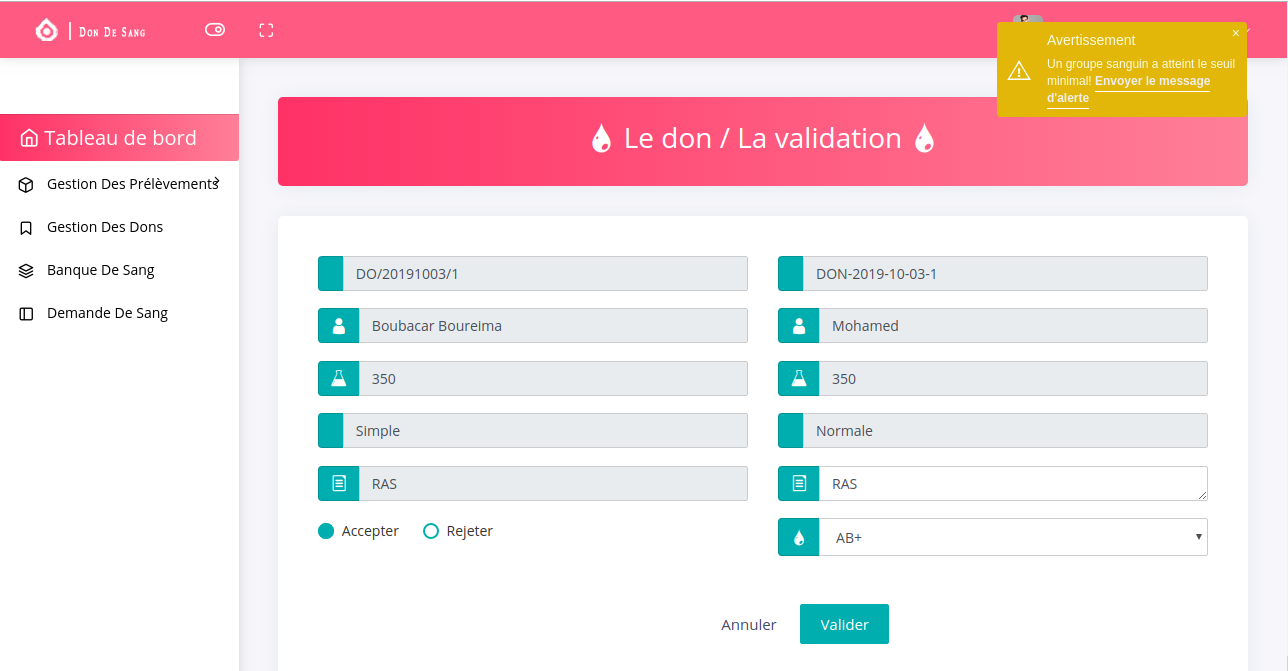 Don De Sang
Avertissement
×
Un groupe sanguin a atteint le seuil
minimal! Envoyer le message
d'alerte
Tableau de bord
Gestion Des Prélèvements
Gestion Des Dons
Banque De Sang
Demande De Sang
Le don / La validation
DO/20191003/1
DON-2019-10-03-1
Boubacar Boureima
Mohamed
350
350
Simple
Normale
RAS
RAS
Accepter
Rejeter
AB+
Annuler
Valider